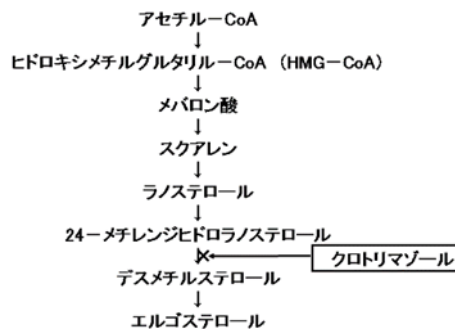 アセチル－CoA
↓
ヒドロキシメチルグルタリル－CoA (HMG－CoA)
↓
メバロン酸
↓
スクアレン
↓
ラノステロール
↓
24－メチレンジヒドロラノステロール
クロトリマゾール
デスメチルステロール
↓
エルゴステロール